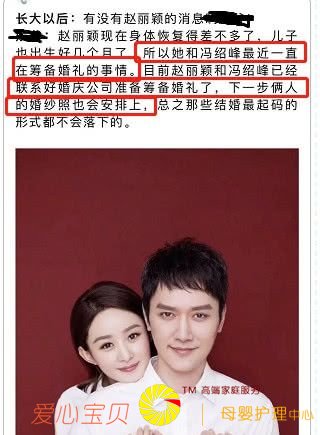 长大以后：有没有赵丽颖的消息
赵丽颖现在身体恢复得差不多了，儿子
也出生好几个月了，所以她和冯绍峰最近一直
在筹备婚礼的事情。目前赵丽颖和冯绍峰已经
联系好婚庆公司准备筹备婚礼了，下一步俩人
的婚纱照也会安排上，总之那些结婚最起码的
形式都不会落下的。
TM 高端家庭服务
爱心宝贝
母婴护理中心